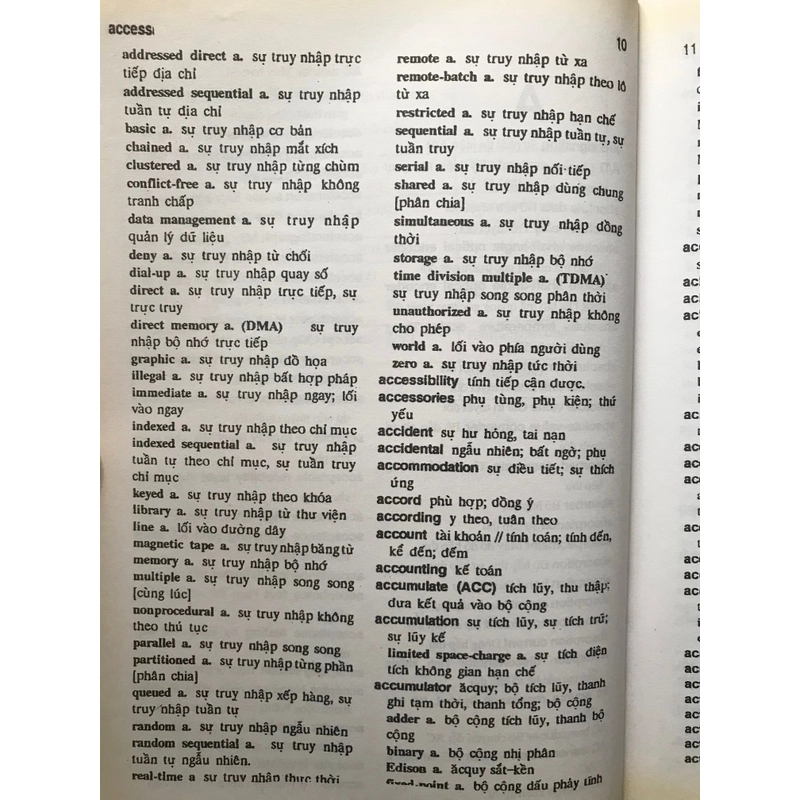 access
10
addressed direct a. sự truy nhập trực
tiếp địa chỉ
addressed sequential a. sự truy nhập
tuần tự địa chỉ
basic a. sự truy nhập cơ bản
chained a. sự truy nhập mắt xích
clustered a. sự truy nhập từng chùm
conflict-free a. sự truy nhập không
tranh chấp
data management a. sự truy nhập
quản lý dữ liệu
deny a. sự truy nhập từ chối
dial-up a. sự truy nhập quay số
direct a. sự truy nhập trực tiếp, sự
trực truy
direct memory a. (DMA) sự truy
nhập bộ nhớ trực tiếp
graphic a. sự truy nhập đồ họa
illegal a. sự truy nhập bất hợp pháp
immediate a. sự truy nhập ngay; lối
vào ngay
indexed a. sự truy nhập theo chỉ mục
indexed sequential a. sự truy nhập
tuần tự theo chỉ mục, sự tuần truy
chỉ mục
keyed a. sự truy nhập theo khóa
library a. sự truy nhập từ thư viện
line a. lối vào đường dây
magnetic tape a. sự truy nhập băng từ
memory a. sự truy nhập bộ nhớ
multiple a. sự truy nhập song song
[cùng lúc]
nonprocedural a. sự truy nhập không
theo thủ tục
parallel a. sự truy nhập song song
partitioned a. sự truy nhập từng phần
[phân chia]
queued a. sự truy nhập xếp hàng, sự
truy nhập tuần tự
random a. sự truy nhập ngẫu nhiên
random sequential a. sự truy nhập
tuần tự ngẫu nhiên.
real-time a sự truy nhập thực thời
remote a. sự truy nhập từ xa
remote-batch a. sự truy nhập theo lô
từ xa
restricted a. sự truy nhập hạn chế
sequential a. sự truy nhập tuần tự, sự
tuần truy
serial a. sự truy nhập nối tiếp
shared a. sự truy nhập dùng chung
[phân chia]
simultaneous a. sự truy nhập đồng
thời
storage a. sự truy nhập bộ nhớ
time division multiple a. (TDMA)
sự truy nhập song song phân thời
unauthorized a. sự truy nhập không
cho phép
world a. lối vào phía người dùng
zero a. sự truy nhập tức thời
accessibility tính tiếp cận được.
accessories phụ tùng, phụ kiện; thứ
yếu
accident sự hư hỏng, tai nạn
accidental ngẫu nhiên; bất ngờ; phụ
accommodation sự điều tiết; sự thích
ứng
accord phù hợp; đồng ý
according y theo, tuân theo
account tài khoản // tính toán; tính đến,
kể đến; đếm
accounting kế toán
accumulate (ACC) tích lũy, thu thập;
đưa kết quả vào bộ cộng
accumulation sự tích lũy, sự tích trữ;
sự lũy kế
limited space-charge a. sự tích điện
tích không gian hạn chế
accumulator ăcquy; bộ tích lũy, thanh
ghi tạm thời, thanh tổng; bộ cộng
adder a. bộ cộng tích lũy, thanh bộ
cộng
binary a. bộ cộng nhị phân
Edison a. ăcquy sắt-kền
fixed-point a. bộ cộng dấu phảy tĩnh
11